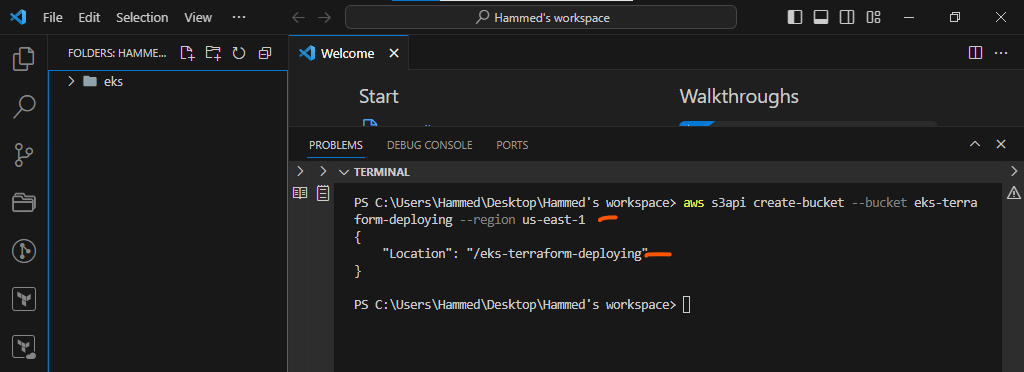 File Edit Selection View ··· Hammed's workspace
FOLDERS: HAMME...
Welcome
eks
Start
Walkthroughs
PROBLEMS DEBUG CONSOLE PORTS
TERMINAL
PS C:\Users\Hammed\Desktop\Hammed's workspace> aws s3api create-bucket --bucket eks-terra
form-deploying --region us-east-1
{
"Location": "/eks-terraform-deploying"
}
PS C:\Users\Hammed\Desktop\Hammed's workspace>